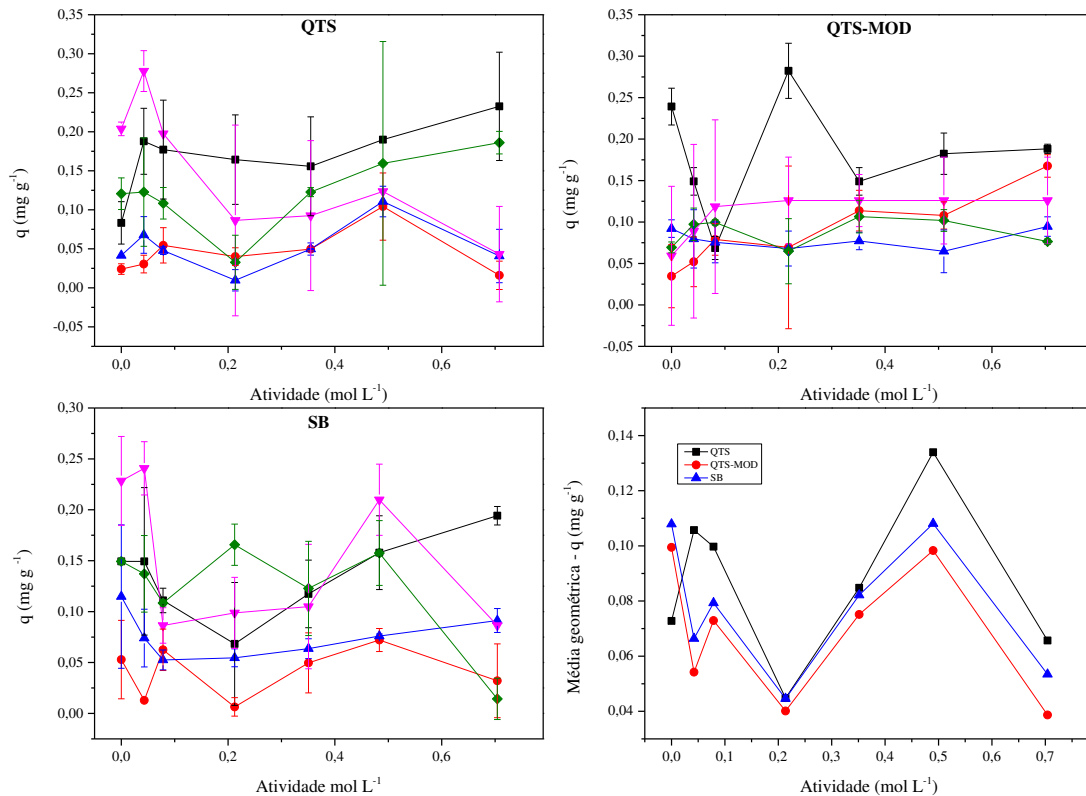 QTS
0,35
0,30
0,25
0,20
0,15
0,10
0,05
0,00
-0,05
q (mg g⁻¹)
0,0 0,2 0,4 0,6
Atividade (mol L⁻¹)
QTS-MOD
0,35
0,30
0,25
0,20
0,15
0,10
0,05
0,00
-0,05
q (mg g⁻¹)
0,0 0,2 0,4 0,6
Atividade (mol L⁻¹)
SB
0,30
0,25
0,20
0,15
0,10
0,05
0,00
q (mg g⁻¹)
0,0 0,2 0,4 0,6
Atividade mol L⁻¹
QTS
QTS-MOD
SB
0,14
0,12
0,10
0,08
0,06
0,04
Média geométrica - q (mg g⁻¹)
0,0 0,1 0,2 0,3 0,4 0,5 0,6 0,7
Atividade (mol L⁻¹)